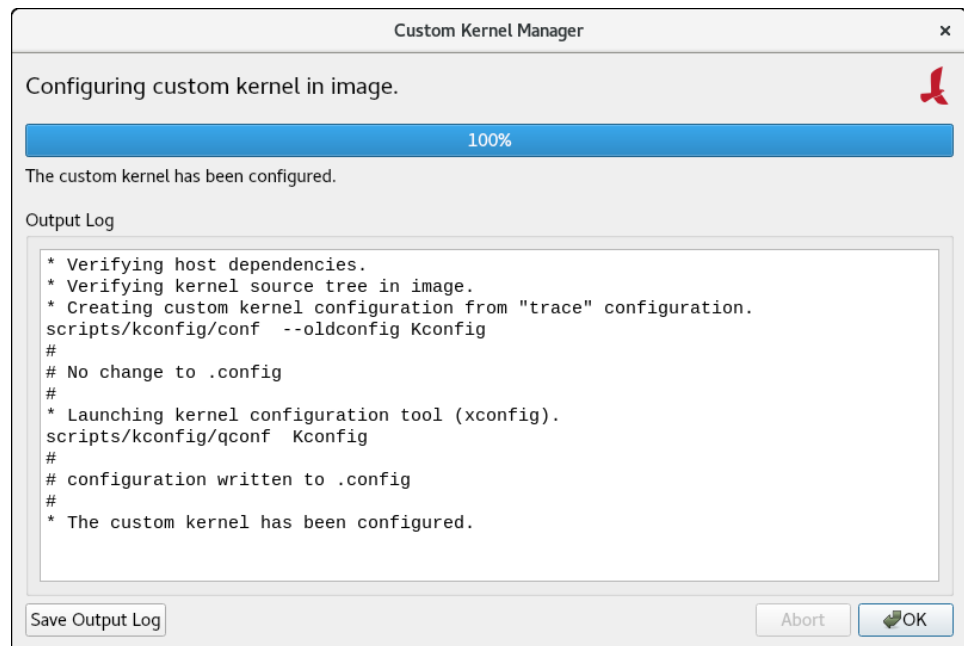 Custom Kernel Manager
×
Configuring custom kernel in image.
100%
The custom kernel has been configured.
Output Log
* Verifying host dependencies.
* Verifying kernel source tree in image.
* Creating custom kernel configuration from "trace" configuration.
scripts/kconfig/conf  --oldconfig Kconfig
#
# No change to .config
#
* Launching kernel configuration tool (xconfig).
scripts/kconfig/qconf  Kconfig
#
# configuration written to .config
#
* The custom kernel has been configured.
Save Output Log
Abort
OK